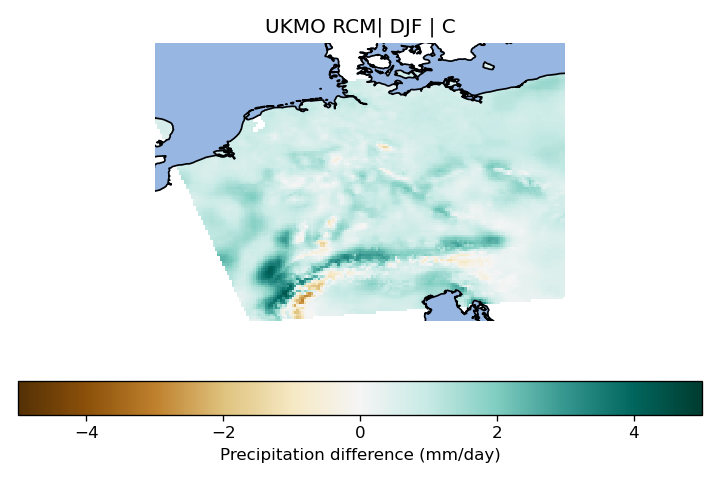 UKMO RCM| DJF | C
−4 −2 0 2 4
Precipitation difference (mm/day)